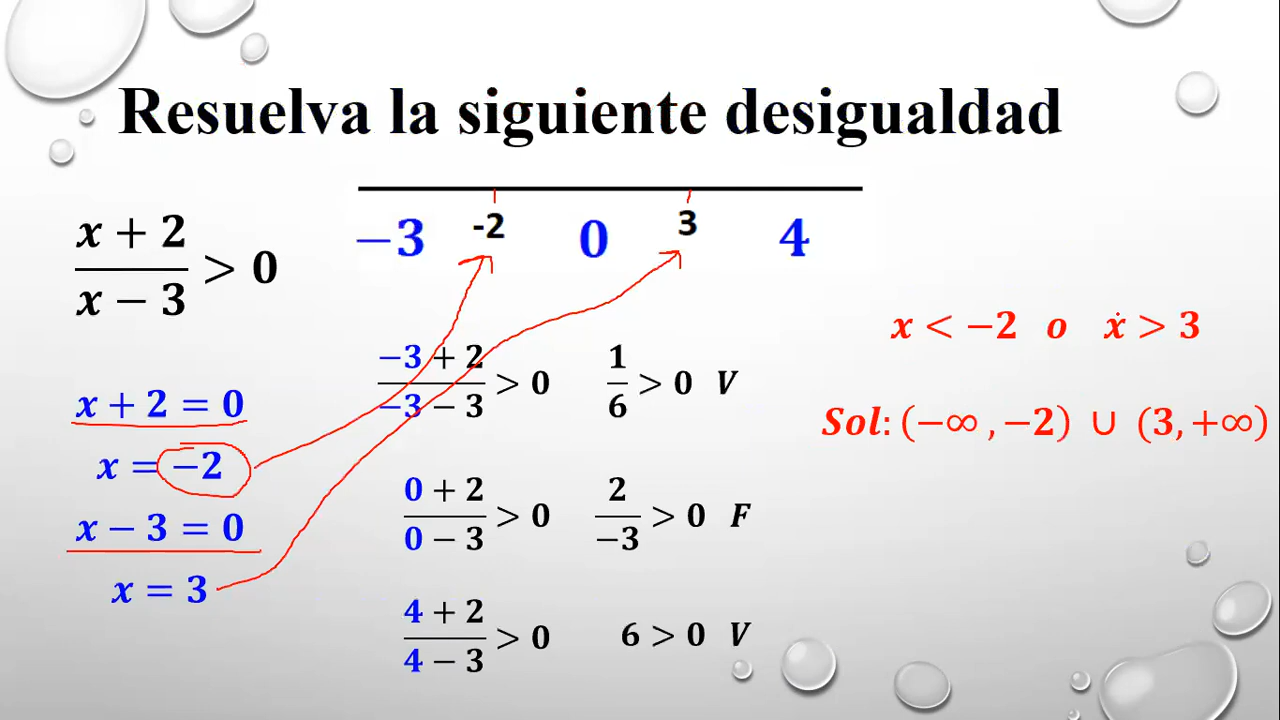 Resuelva la siguiente desigualdad
−3 -2 0 3 4
x + 2
x − 3
> 0
x + 2 = 0
x = −2
x − 3 = 0
x = 3
−3 + 2
−3 − 3
> 0
1
6
> 0 V
0 + 2
0 − 3
> 0
2
−3
> 0 F
4 + 2
4 − 3
> 0
6 > 0 V
x < −2 o ẋ > 3
Sol: (−∞ , −2) ∪ (3, +∞)